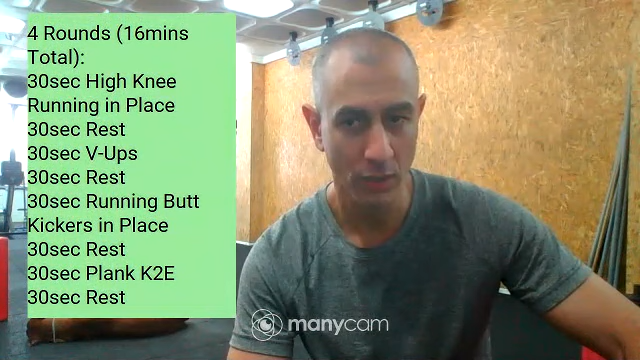 4 Rounds (16mins
Total):
30sec High Knee
Running in Place
30sec Rest
30sec V-Ups
30sec Rest
30sec Running Butt
Kickers in Place
30sec Rest
30sec Plank K2E
30sec Rest
manycam